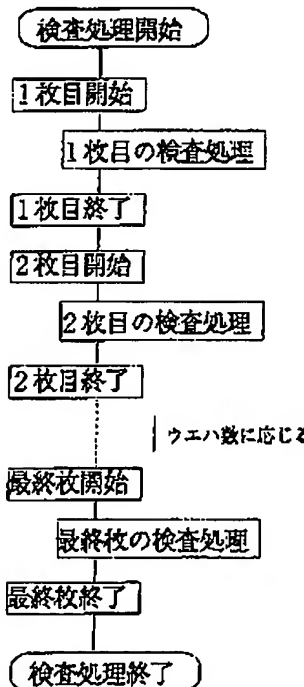 検査処理開始
1枚目開始
1枚目の検査処理
1枚目終了
2枚目開始
2枚目の検査処理
2枚目終了
ウエハ数に応じる
最終枚開始
最終枚の検査処理
最終枚終了
検査処理終了